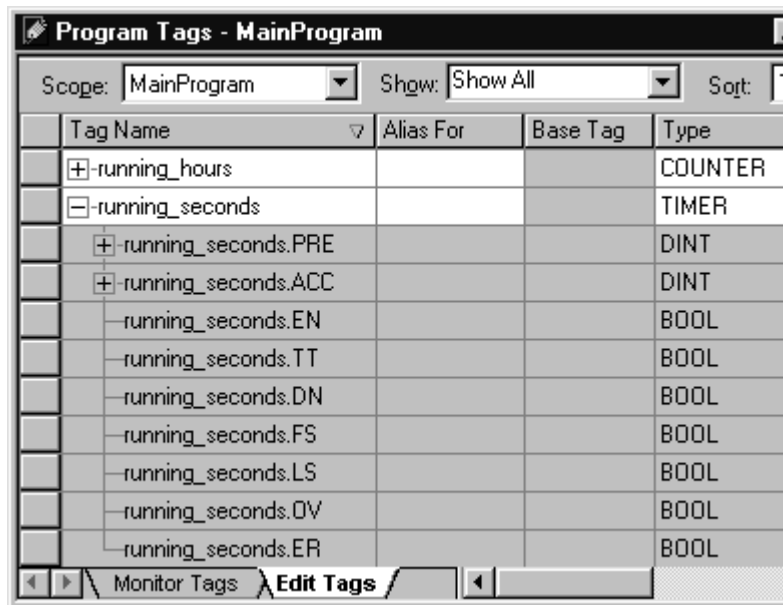 Program Tags - MainProgram
Scope: MainProgram Show: Show All Sort:
Tag Name Alias For Base Tag Type
running_hours COUNTER
running_seconds TIMER
running_seconds.PRE DINT
running_seconds.ACC DINT
running_seconds.EN BOOL
running_seconds.TT BOOL
running_seconds.DN BOOL
running_seconds.FS BOOL
running_seconds.LS BOOL
running_seconds.OV BOOL
running_seconds.ER BOOL
Monitor Tags Edit Tags